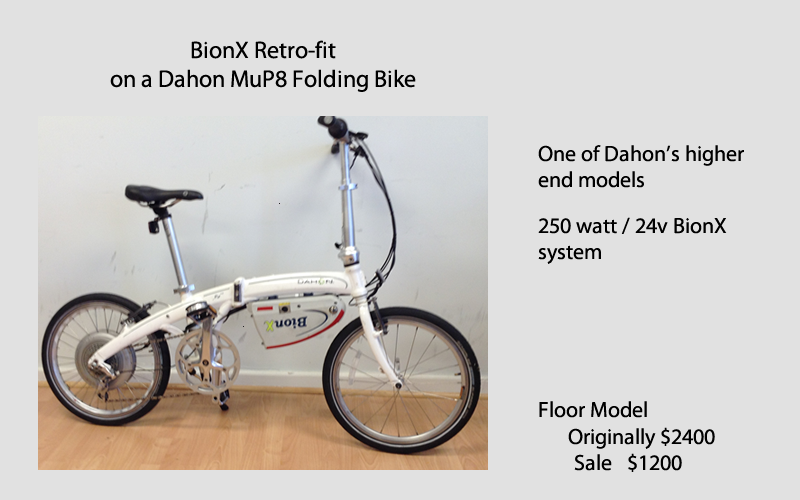 BionX Retro-fit
on a Dahon MuP8 Folding Bike
One of Dahon's higher
end models
250 watt / 24v BionX
system
DAHON
BionX
Floor Model
Originally $2400
Sale $1200